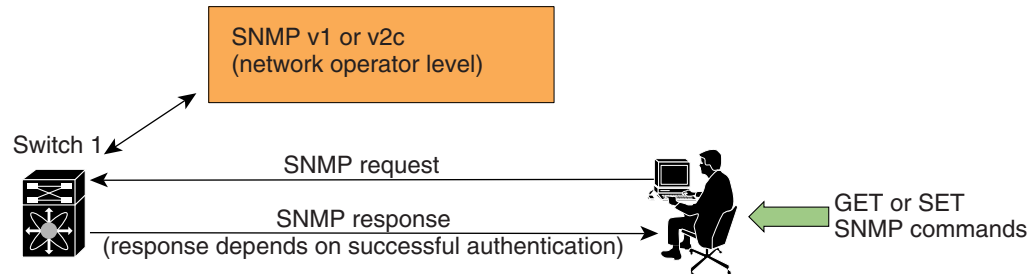 SNMP v1 or v2c
(network operator level)
Switch 1
SNMP request
SNMP response
(response depends on successful authentication)
GET or SET
SNMP commands